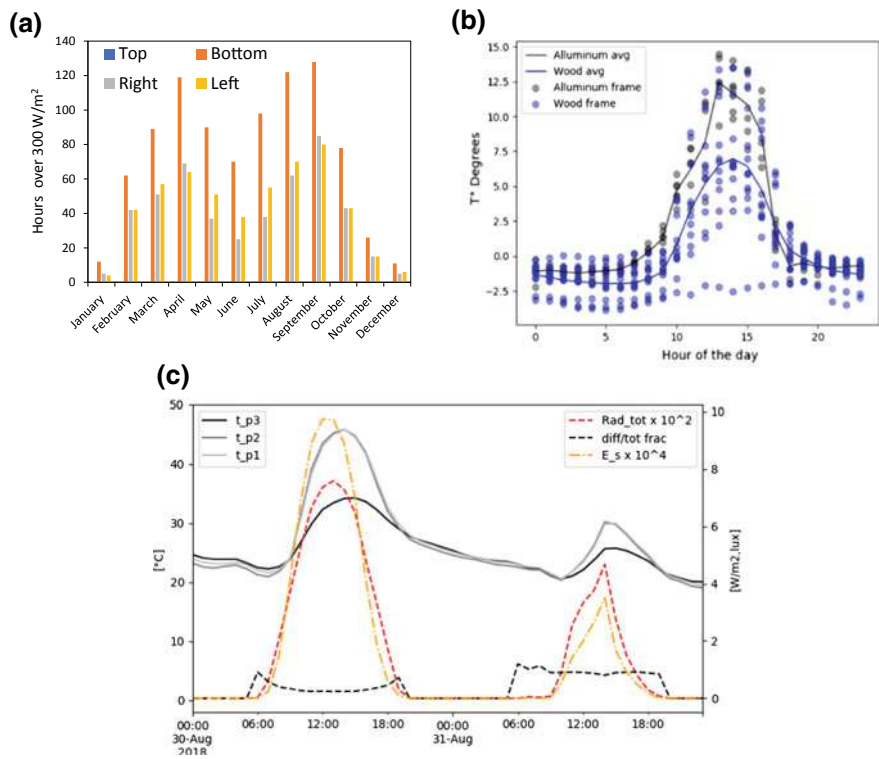 (a)
Hours over 300 W/m²
140
120
100
80
60
40
20
0
Top
Bottom
Right
Left
January
February
March
April
May
June
July
August
September
October
November
December
(b)
T° Degrees
15.0
12.5
10.0
7.5
5.0
2.5
0.0
−2.5
Alluminum avg
Wood avg
Alluminum frame
Wood frame
0
5
10
15
20
Hour of the day
(c)
[°C]
50
40
30
20
10
0
t_p3
t_p2
t_p1
Rad_tot x 10^2
diff/tot frac
E_s x 10^4
10
8
6
4
2
0
[W/m2,lux]
00:00
30-Aug
2018
06:00
12:00
18:00
00:00
31-Aug
06:00
12:00
18:00